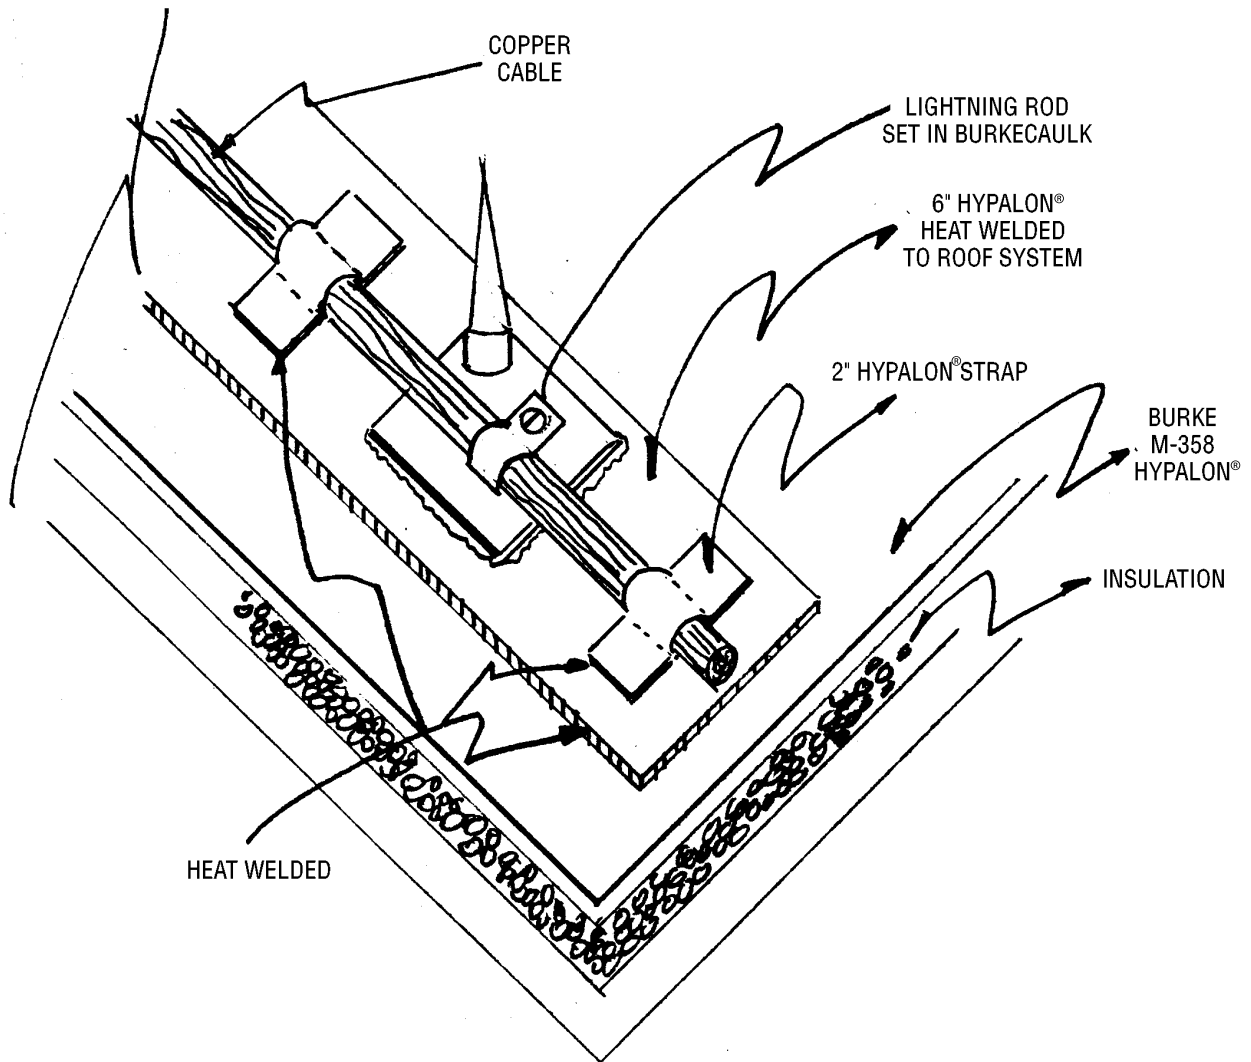 COPPER
CABLE
LIGHTNING ROD
SET IN BURKECAULK
6" HYPALON®
HEAT WELDED
TO ROOF SYSTEM
2" HYPALON® STRAP
BURKE
M-358
HYPALON®
INSULATION
HEAT WELDED